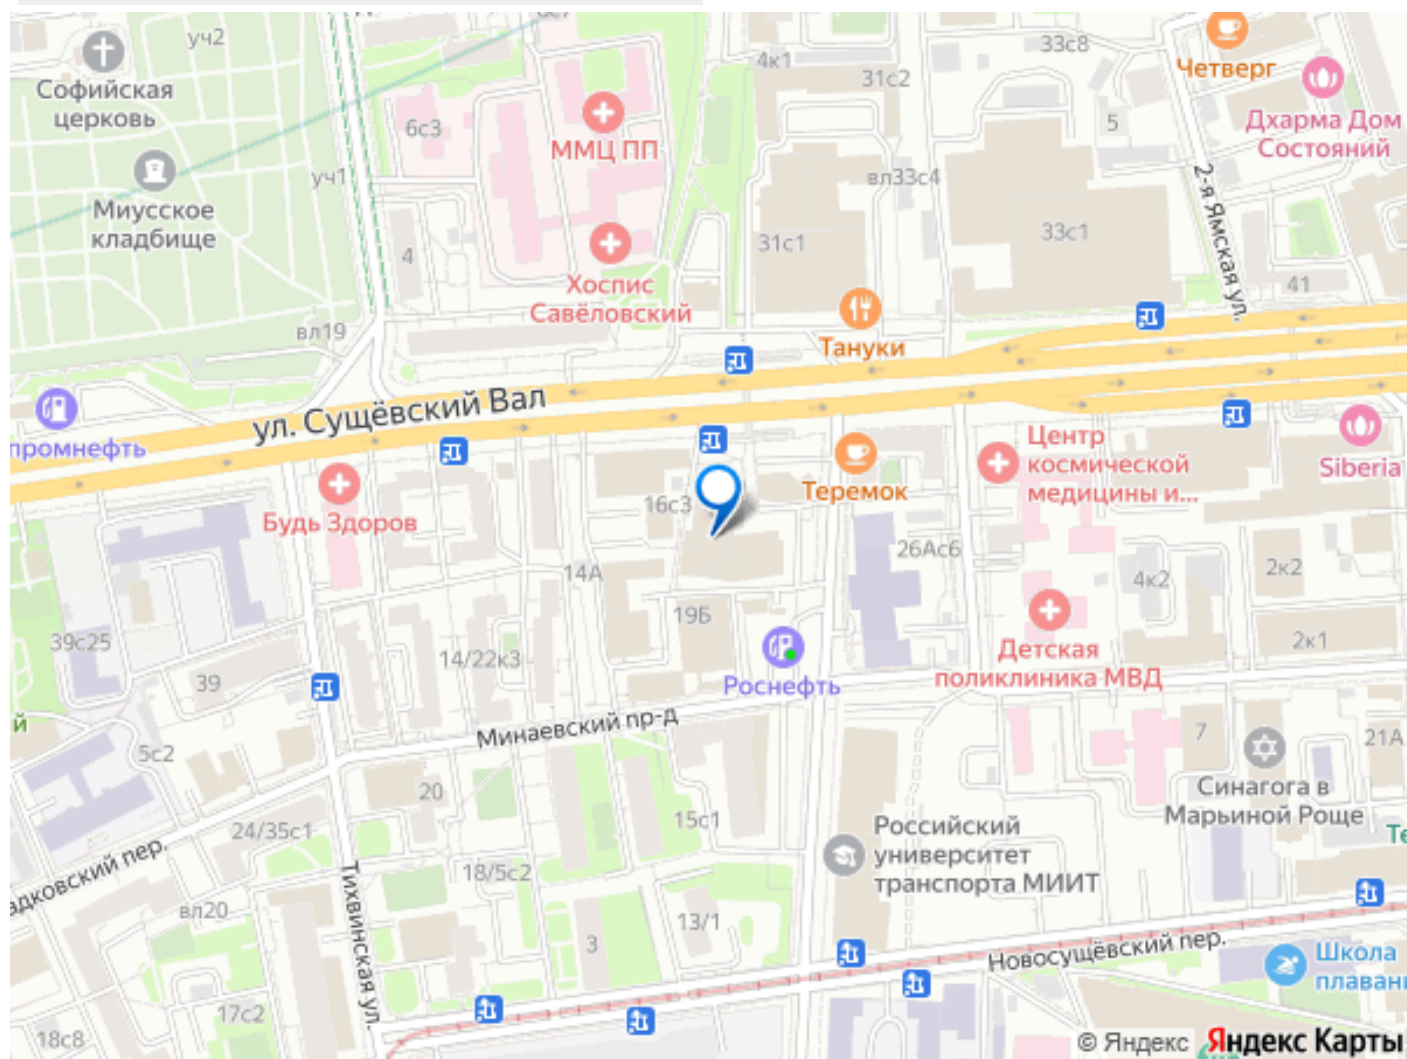 уч2
4к1
33с8
Четверг
Софийская
церковь
31с2
6с3
ММЦ ПП
5
Дхарма Дом
Состояний
уч1
вл33с4
2-я Ямская ул.
Миусское
кладбище
4
31с1
33с1
Хоспис
Савёловский
41
вл19
Тануки
ул. Сущёвский Вал
промнефть
Центр
космической
медицины и...
Siberia
Теремок
16с3
Будь Здоров
26Ас6
14А
4к2
2к2
19Б
39с25
14/22к3
Детская
поликлиника МВД
2к1
39
Роснефть
й
Минаевский пр-д
7
21А
5с2
Синагога в
Марьиной Роще
20
24/35с1
15с1
Российский
университет
транспорта МИИТ
Те
адковский пер.
Тихвинская ул.
18/5с2
вл20
13/1
3
Новосущёвский пер.
Школа
плаван
17с2
18с8
© Яндекс Яндекс Карты